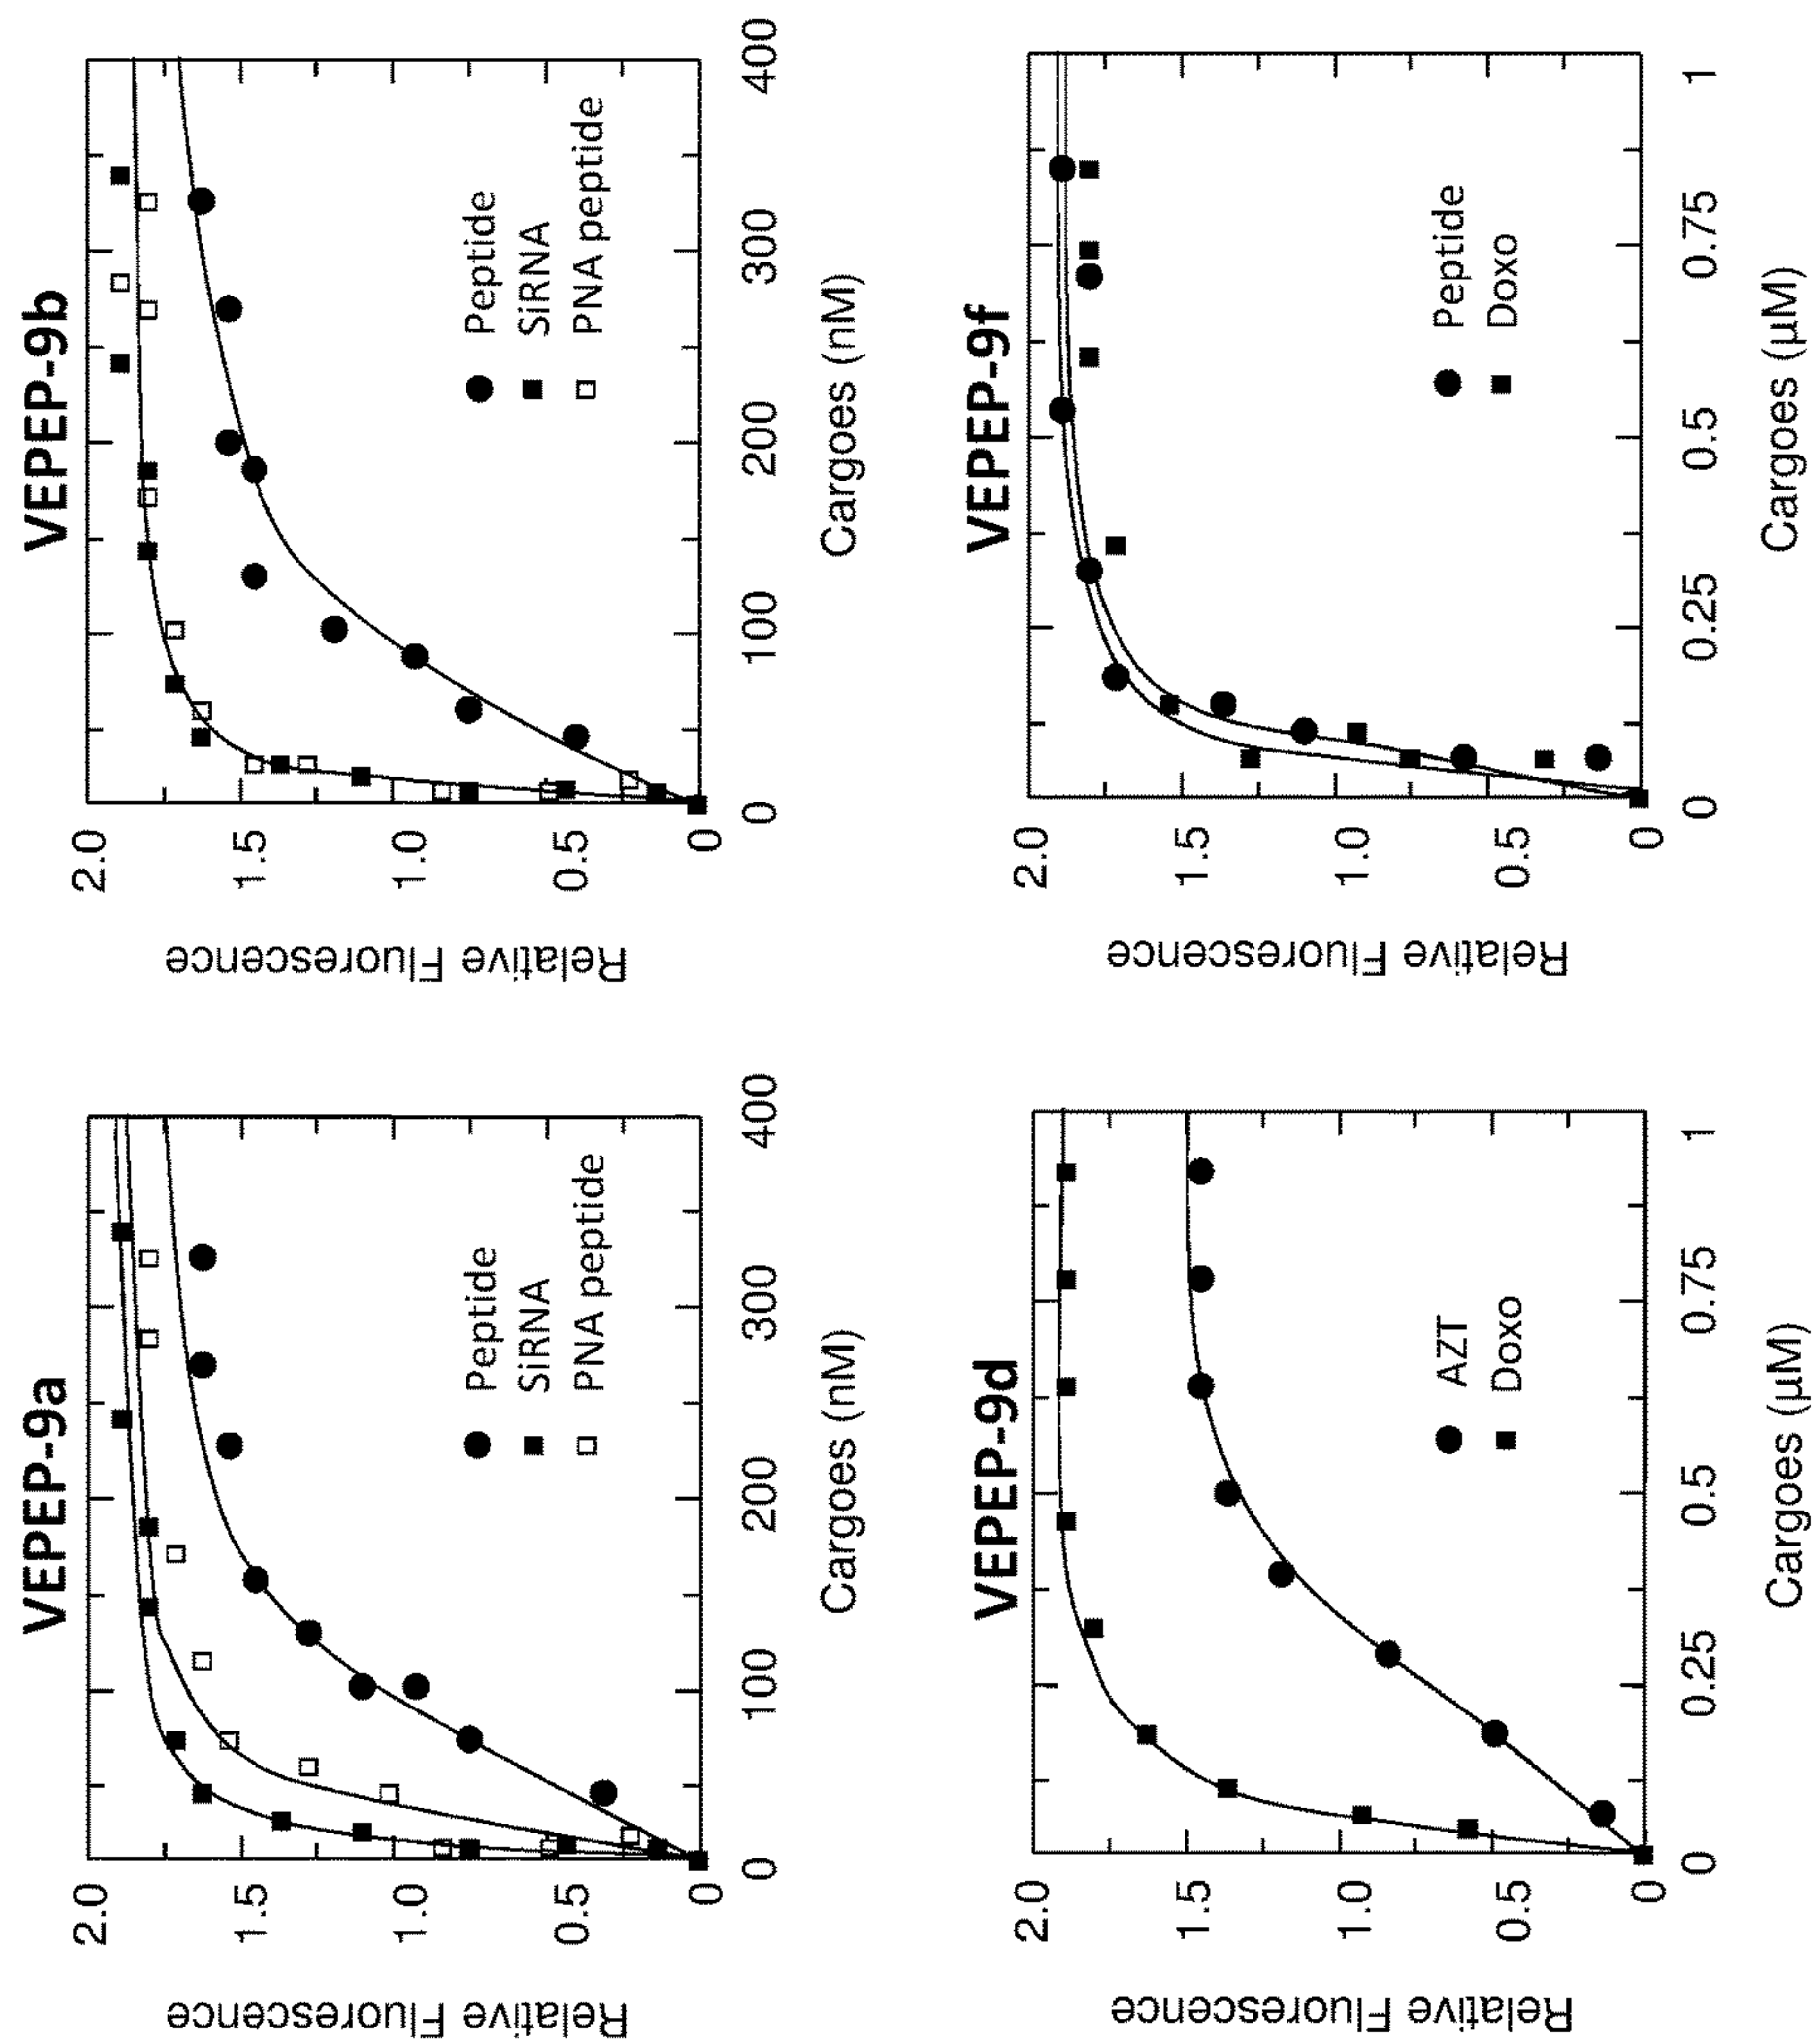 VEPEP-9a
Relative Fluorescence
2.0
1.5
1.0
0.5
0
0 100 200 300 400
Cargoes (nM)
Peptide
SiRNA
PNA peptide
VEPEP-9b
Relative Fluorescence
2.0
1.5
1.0
0.5
0
0 100 200 300 400
Cargoes (nM)
Peptide
SiRNA
PNA peptide
VEPEP-9d
Relative Fluorescence
2.0
1.5
1.0
0.5
0
0 0.25 0.5 0.75 1
Cargoes (µM)
AZT
Doxo
VEPEP-9f
Relative Fluorescence
2.0
1.5
1.0
0.5
0
0 0.25 0.5 0.75 1
Cargoes (µM)
Peptide
Doxo